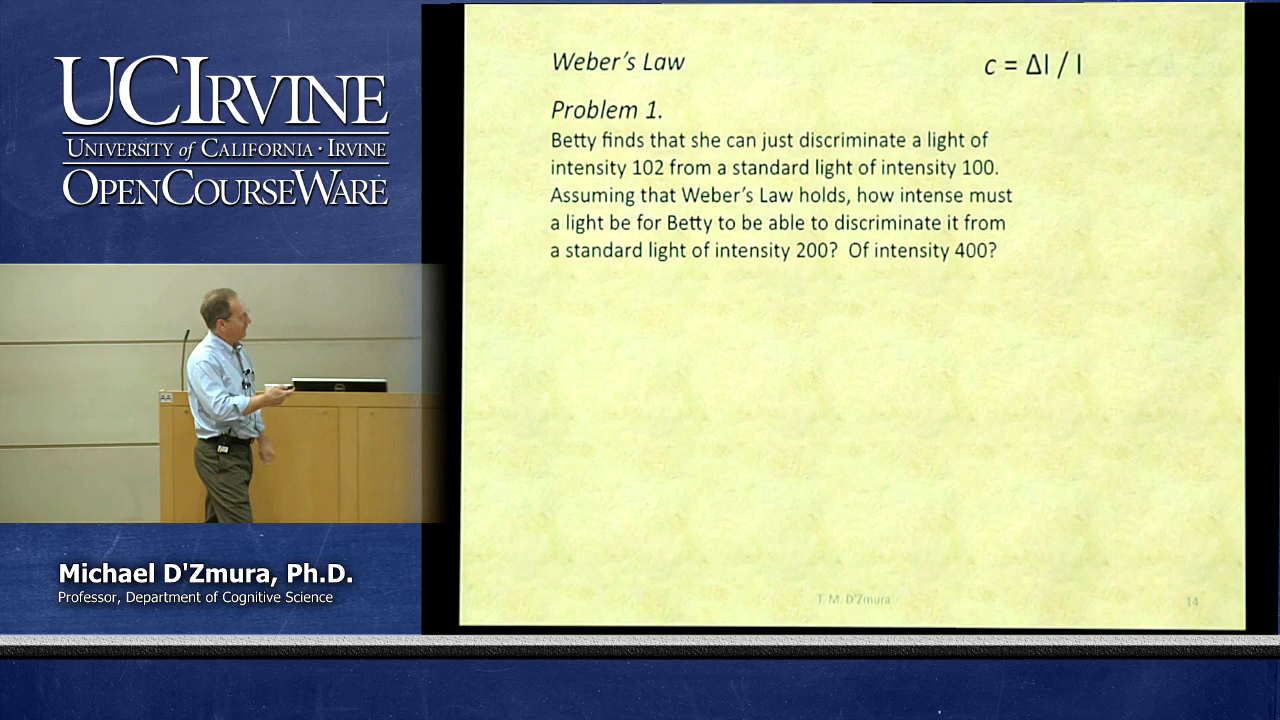 UCIRVINE
UNIVERSITY of CALIFORNIA · IRVINE
OPENCOURSEWARE
Weber's Law
c = ΔI / I
Problem 1.
Betty finds that she can just discriminate a light of
intensity 102 from a standard light of intensity 100.
Assuming that Weber's Law holds, how intense must
a light be for Betty to be able to discriminate it from
a standard light of intensity 200? Of intensity 400?
T. M. D'Zmura
14
AA
Michael D'Zmura, Ph.D.
Professor, Department of Cognitive Science